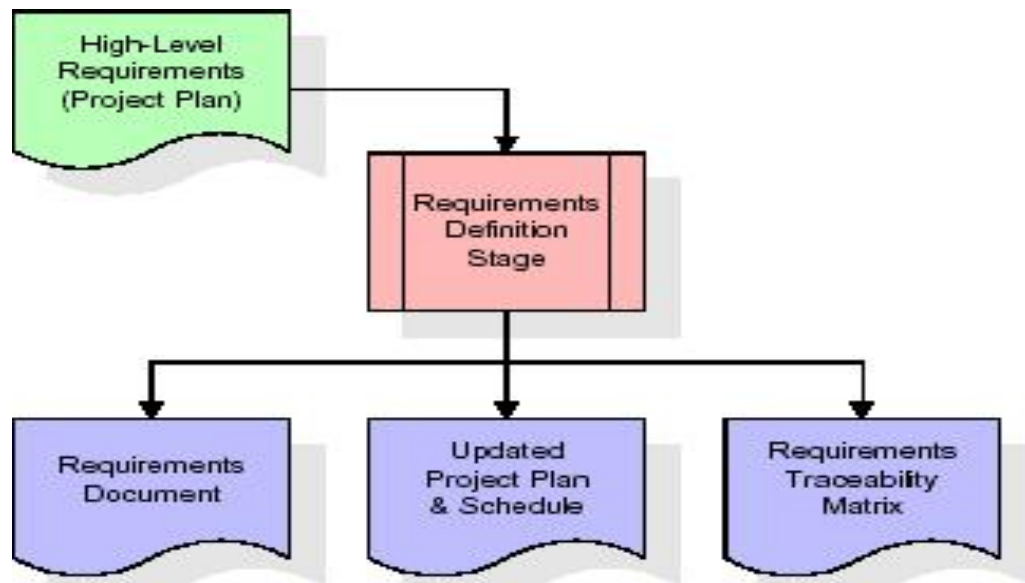 High-Level
Requirements
(Project Plan)
Requirements
Definition
Stage
Requirements
Document
Updated
Project Plan
& Schedule
Requirements
Traceability
Matrix